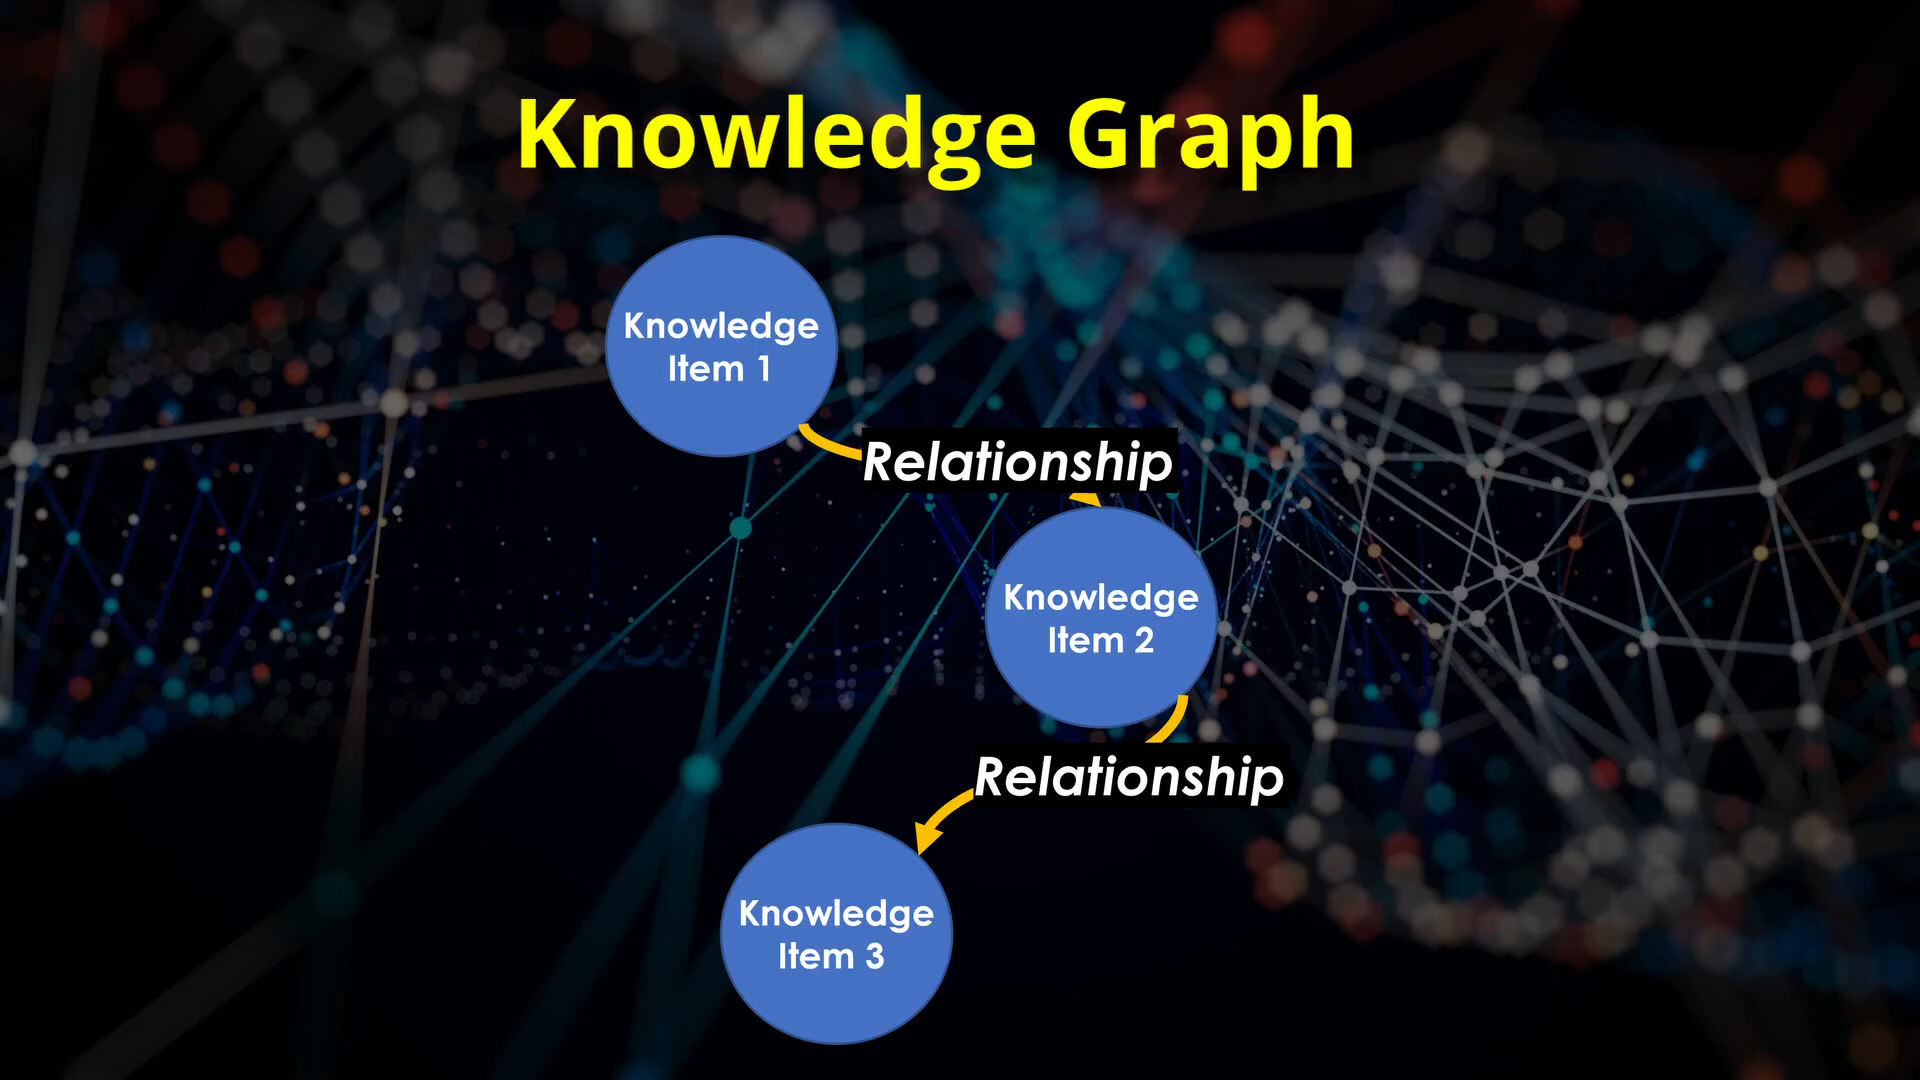 Knowledge Graph
Knowledge
Item 1
Relationship
Knowledge
Item 2
Relationship
Knowledge
Item 3